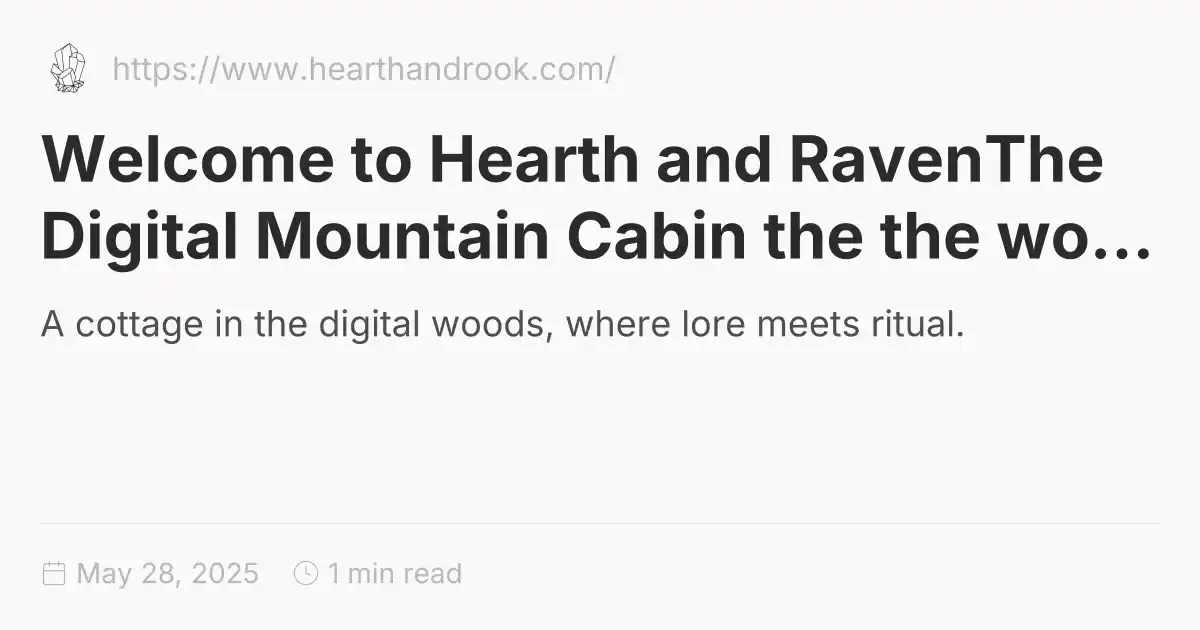 https://www.hearthandrook.com/
Welcome to Hearth and RavenThe
Digital Mountain Cabin the the wo...
A cottage in the digital woods, where lore meets ritual.
May 28, 2025 1 min read